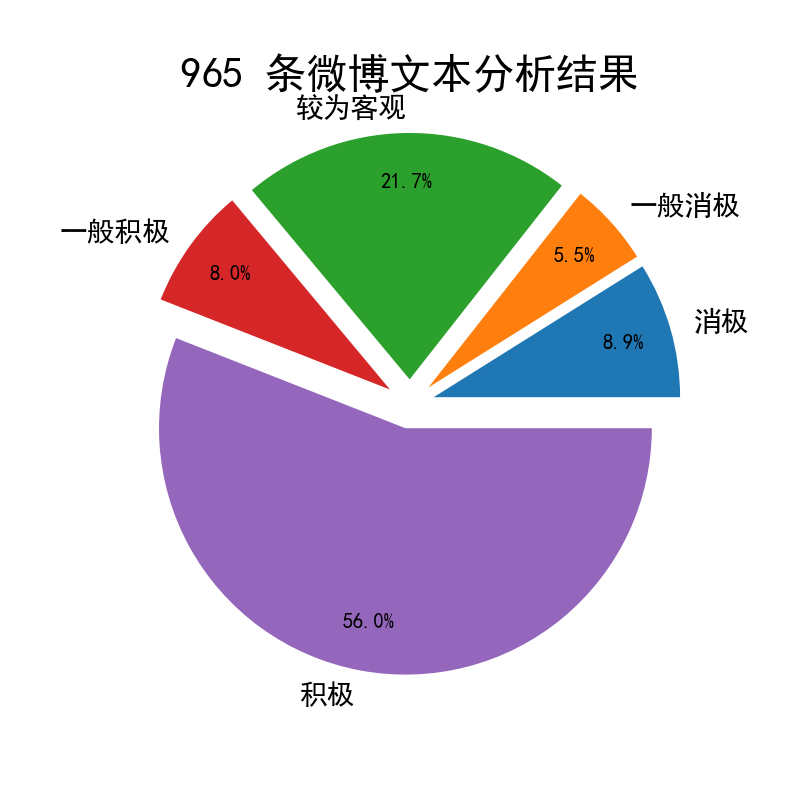 965 条微博文本分析结果
较为客观
21.7%
一般消极
一般积极
5.5%
8.0%
消极
8.9%
56.0%
积极